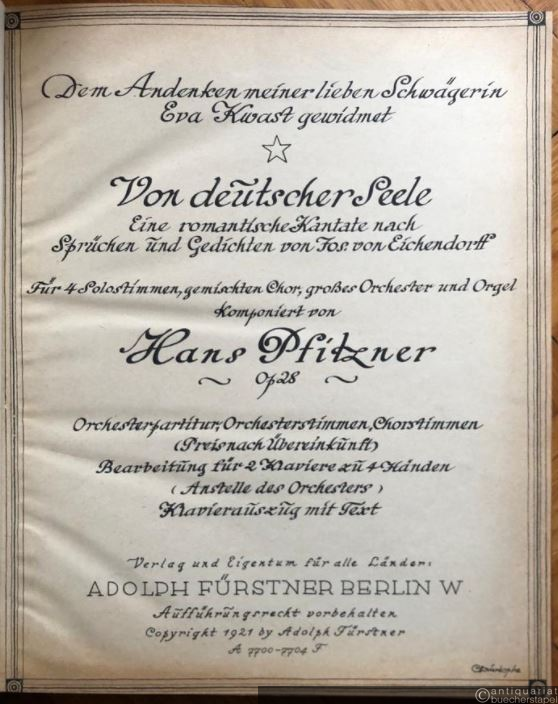 Dem Andenken meiner lieben Schwägerin
Eva Kwast gewidmet
Von deutscher Seele
Eine romantische Kantate nach
Sprüchen und Gedichten von Jos. von Eichendorff
Für 4 Solostimmen, gemischten Chor, großes Orchester und Orgel
komponiert von
Hans Pfitzner
~ Op 28 ~
Orchesterpartitur, Orchesterstimmen, Chorstimmen
(Preis nach Übereinkunft)
Bearbeitung für 2 Klaviere zu 4 Händen
(Anstelle des Orchesters)
Klavierauszug mit Text
Verlag und Eigentum für alle Länder:
ADOLPH FÜRSTNER BERLIN W
Aufführungsrecht vorbehalten
Copyright 1921 by Adolph Fürstner
A 7700-7704 F
© antiquariat
buecherstapel